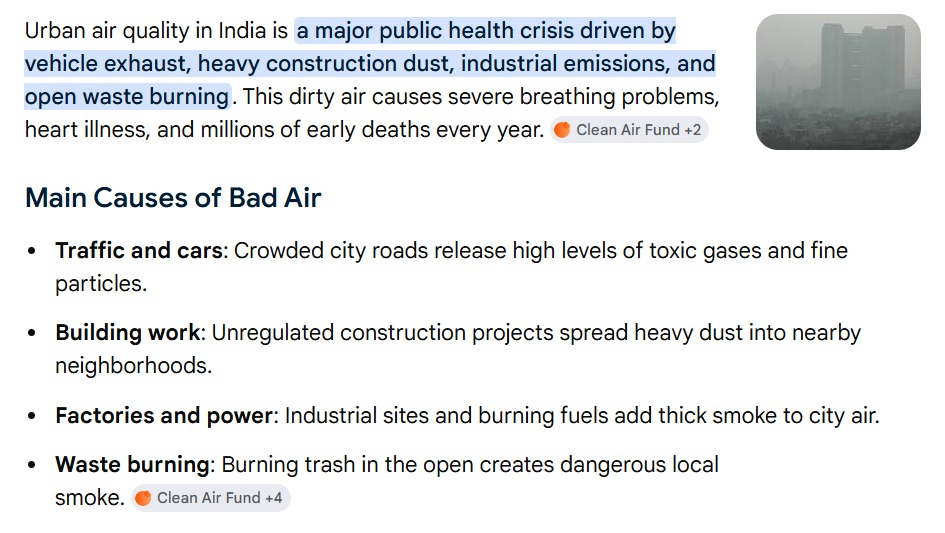 Urban air quality in India is a major public health crisis driven by
vehicle exhaust, heavy construction dust, industrial emissions, and
open waste burning. This dirty air causes severe breathing problems,
heart illness, and millions of early deaths every year. Clean Air Fund +2
Main Causes of Bad Air
• Traffic and cars: Crowded city roads release high levels of toxic gases and fine
particles.
• Building work: Unregulated construction projects spread heavy dust into nearby
neighborhoods.
• Factories and power: Industrial sites and burning fuels add thick smoke to city air.
• Waste burning: Burning trash in the open creates dangerous local
smoke. Clean Air Fund +4